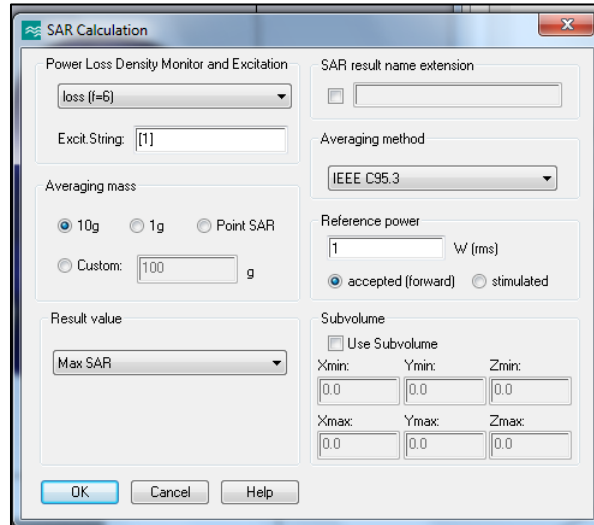 SAR Calculation
Power Loss Density Monitor and Excitation
loss (f=6)
Excit.String: [1]
Averaging mass
10g 1g Point SAR
Custom: 100 g
Result value
Max SAR
SAR result name extension
Averaging method
IEEE C95.3
Reference power
1 W (rms)
accepted (forward) stimulated
Subvolume
Use Subvolume
Xmin: Ymin: Zmin:
0.0 0.0 0.0
Xmax: Ymax: Zmax:
0.0 0.0 0.0
OK Cancel Help